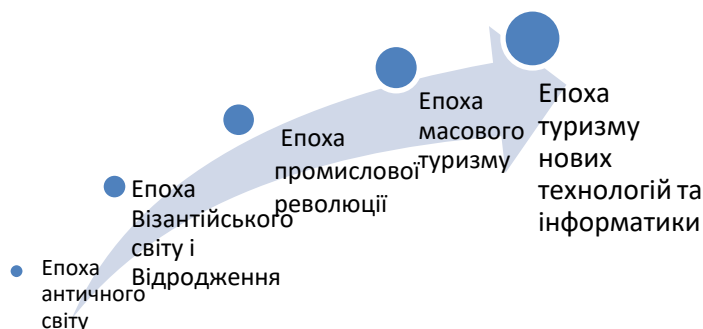 Епоха
античного
світу
Епоха
Візантійського
світу і
Відродження
Епоха
промислової
революції
Епоха
масового
туризму
Епоха
туризму
нових
технологій та
інформатики